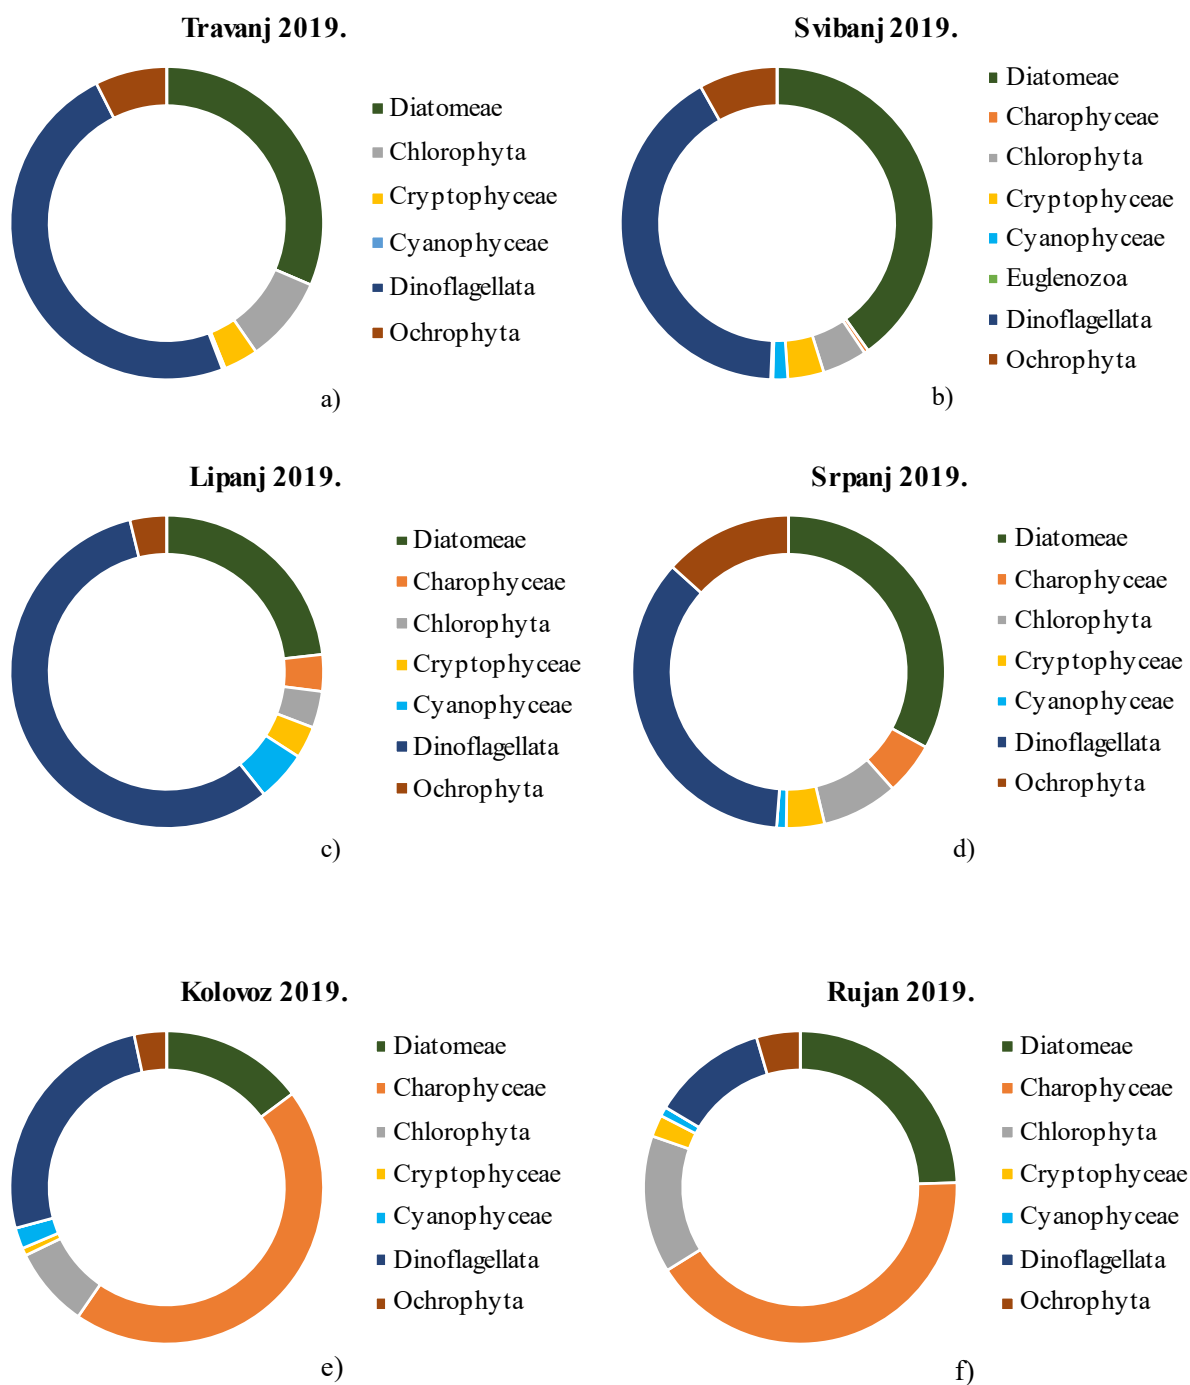 Travanj 2019.
Diatomeae
Chlorophyta
Cryptophyceae
Cyanophyceae
Dinoflagellata
Ochrophyta
a)
Svibanj 2019.
Diatomeae
Charophyceae
Chlorophyta
Cryptophyceae
Cyanophyceae
Euglenozoa
Dinoflagellata
Ochrophyta
b)
Lipanj 2019.
Diatomeae
Charophyceae
Chlorophyta
Cryptophyceae
Cyanophyceae
Dinoflagellata
Ochrophyta
c)
Srpanj 2019.
Diatomeae
Charophyceae
Chlorophyta
Cryptophyceae
Cyanophyceae
Dinoflagellata
Ochrophyta
d)
Kolovoz 2019.
Diatomeae
Charophyceae
Chlorophyta
Cryptophyceae
Cyanophyceae
Dinoflagellata
Ochrophyta
e)
Rujan 2019.
Diatomeae
Charophyceae
Chlorophyta
Cryptophyceae
Cyanophyceae
Dinoflagellata
Ochrophyta
f)